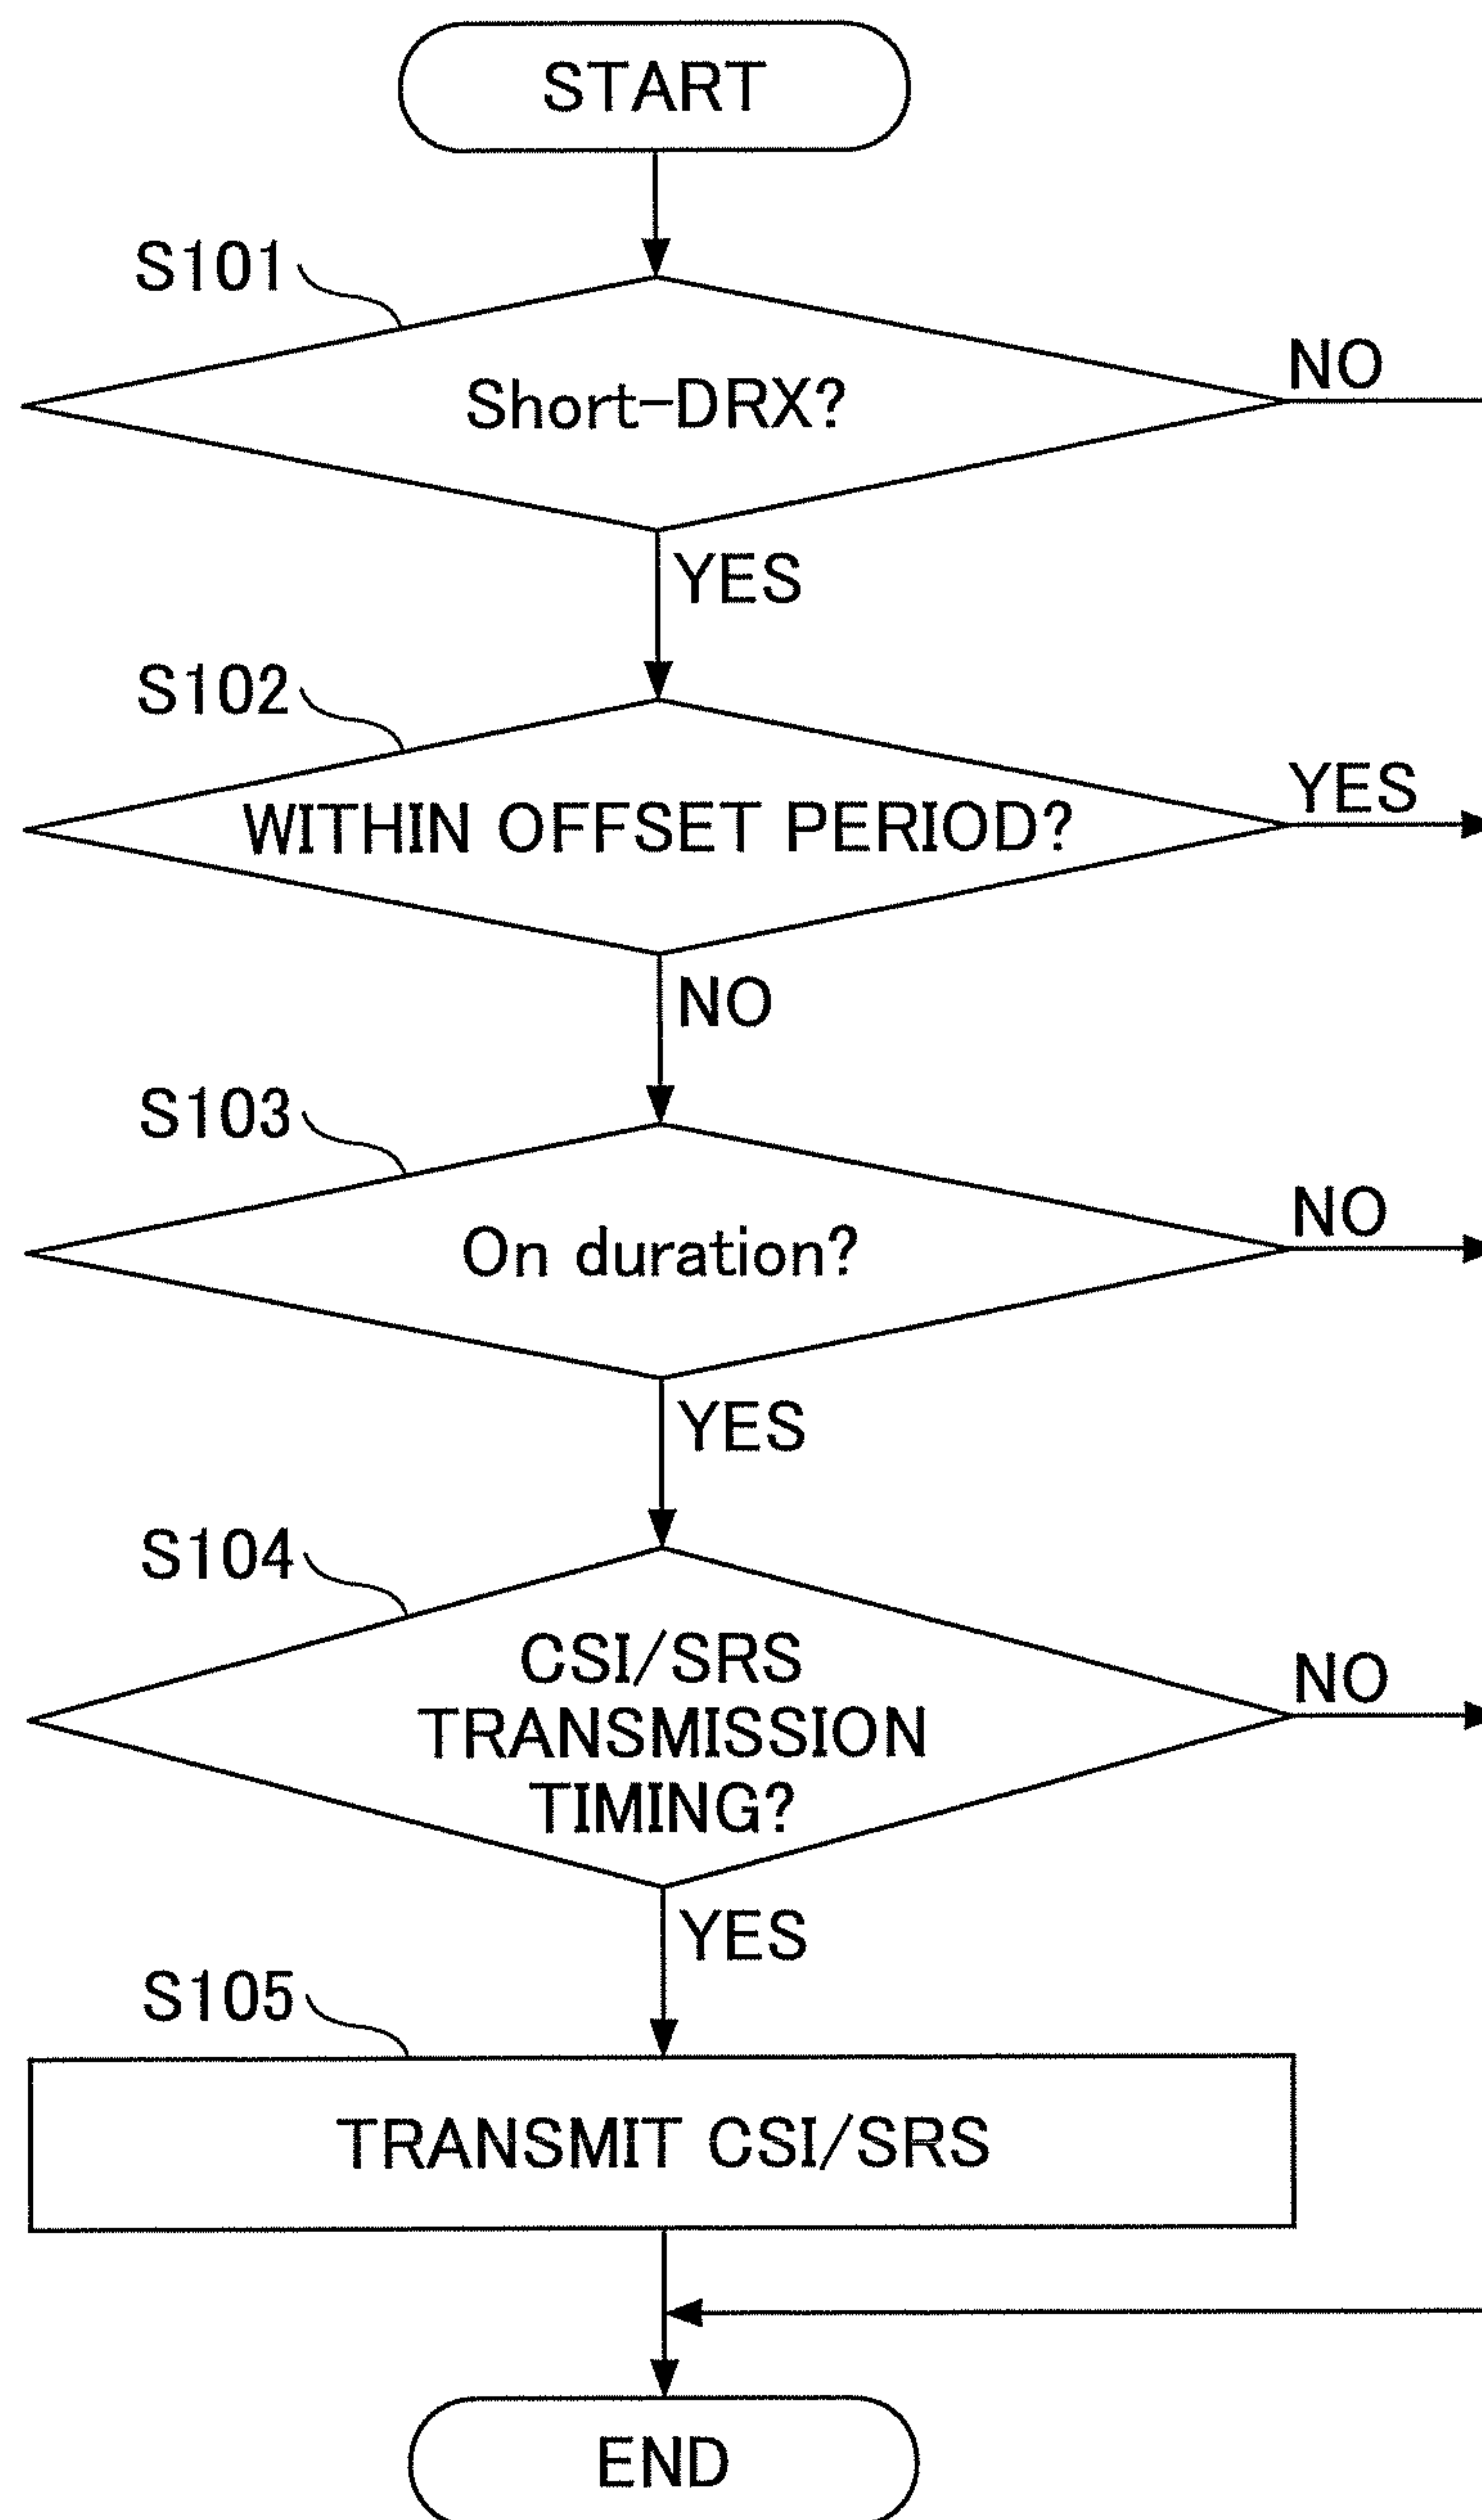 START
S101
Short-DRX?
NO
YES
S102
WITHIN OFFSET PERIOD?
YES
NO
S103
On duration?
NO
YES
S104
CSI/SRS
TRANSMISSION
TIMING?
NO
YES
S105
TRANSMIT CSI/SRS
END